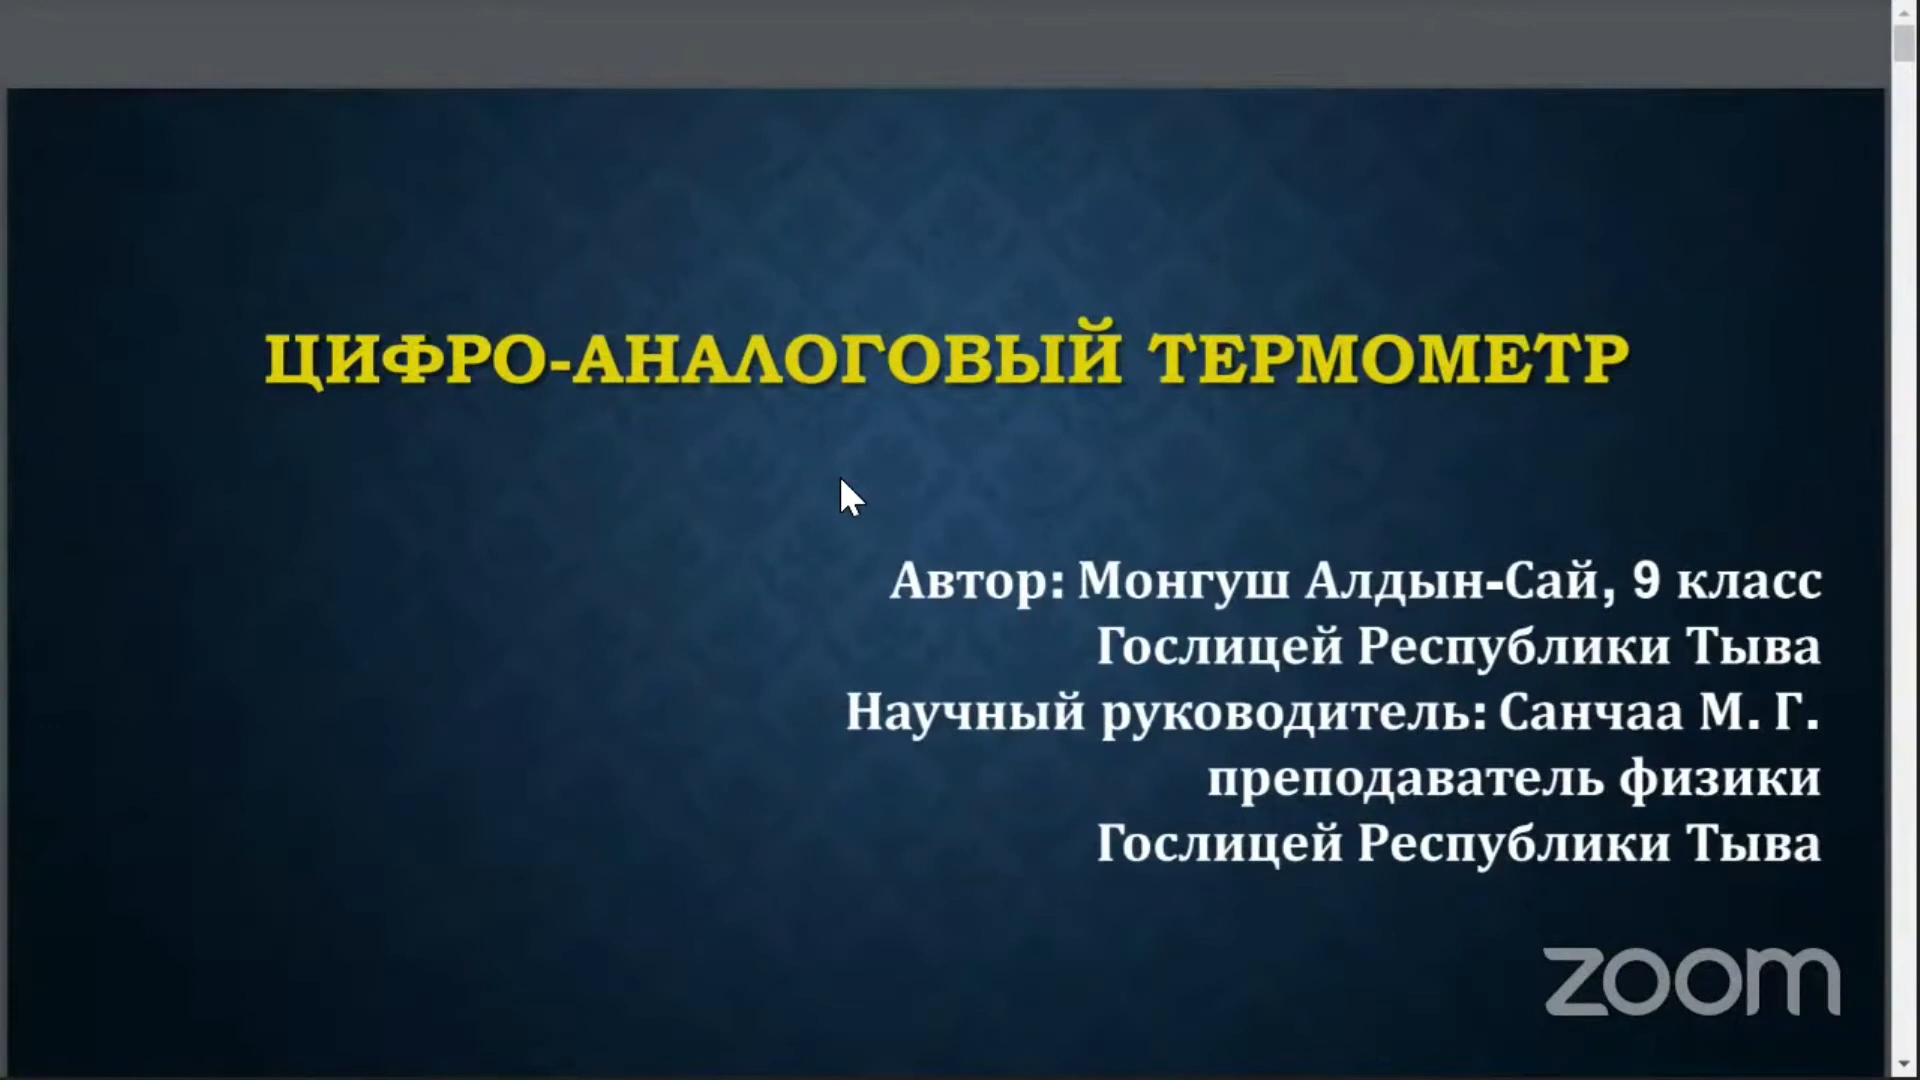 ЦИФРО-АНАЛОГОВЫЙ ТЕРМОМЕТР
Автор: Монгуш Алдын-Сай, 9 класс
Гослицей Республики Тыва
Научный руководитель: Санчаа М. Г.
преподаватель физики
Гослицей Республики Тыва
zoom